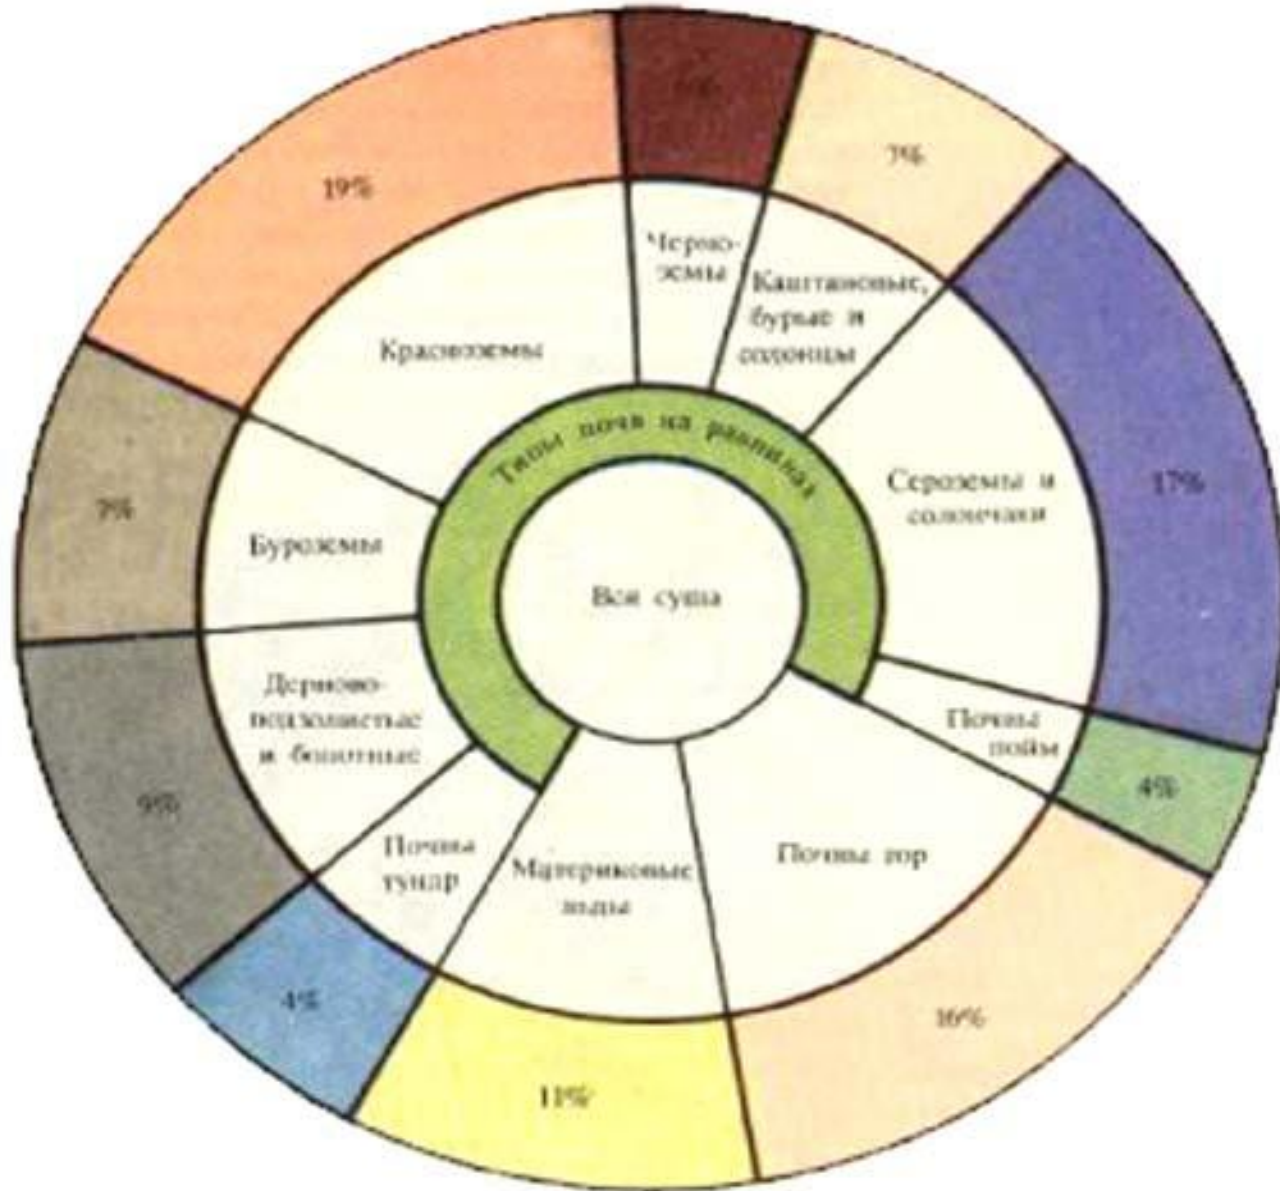 19%
7%
17%
4%
16%
11%
4%
9%
7%
Черно-
земы
Каштановые,
бурые и
солонцы
Сероземы и
солончаки
Почвы
пойм
Почвы гор
Материковые
льды
Почвы
тундр
Дерново-
подзолистые
и болотные
Буроземы
Красноземы
Типы почв на равнинах
Вся суша